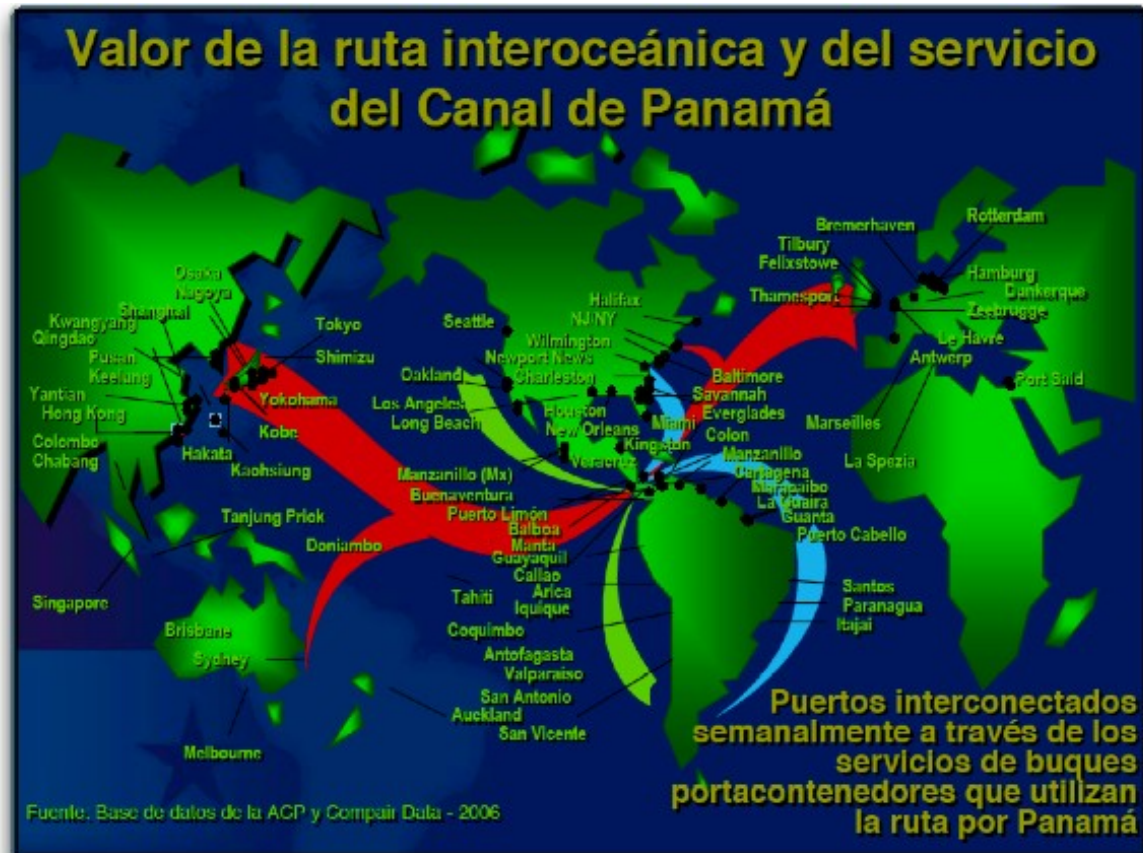 Valor de la ruta interoceánica y del servicio
del Canal de Panamá
Bremerhaven
Rotterdam
Tilbury
Felixstowe
Hamburg
Dunkerque
Thamesport
Zeebrugge
Le Havre
Antwerp
Port Said
Marseilles
La Spezia
Osaka
Nagoya
Shanghai
Kwangyang
Qingdao
Tokyo
Pusan
Shimizu
Keelung
Yantian
Yokohama
Hong Kong
Kobe
Colombo
Chabang
Hakata
Kaohsiung
Tanjung Priok
Doniambo
Singapore
Brisbane
Sydney
Melbourne
Halifax
NJ/NY
Seattle
Wilmington
Newport News
Oakland
Charleston
Baltimore
Savannah
Los Angeles
Houston
Everglades
Long Beach
New Orleans
Miami
Kingston
Colon
Veracruz
Manzanillo
Manzanillo (Mx)
Cartagena
Buenaventura
Maracaibo
Puerto Limón
La Guaira
Balboa
Guanta
Manta
Puerto Cabello
Guayaquil
Callao
Tahiti
Arica
Santos
Iquique
Paranagua
Coquimbo
Itajai
Antofagasta
Valparaiso
San Antonio
Auckland
San Vicente
Puertos interconectados
semanalmente a través de los
servicios de buques
portacontenedores que utilizan
la ruta por Panamá
Fuente: Base de datos de la ACP y Compair Data - 2006